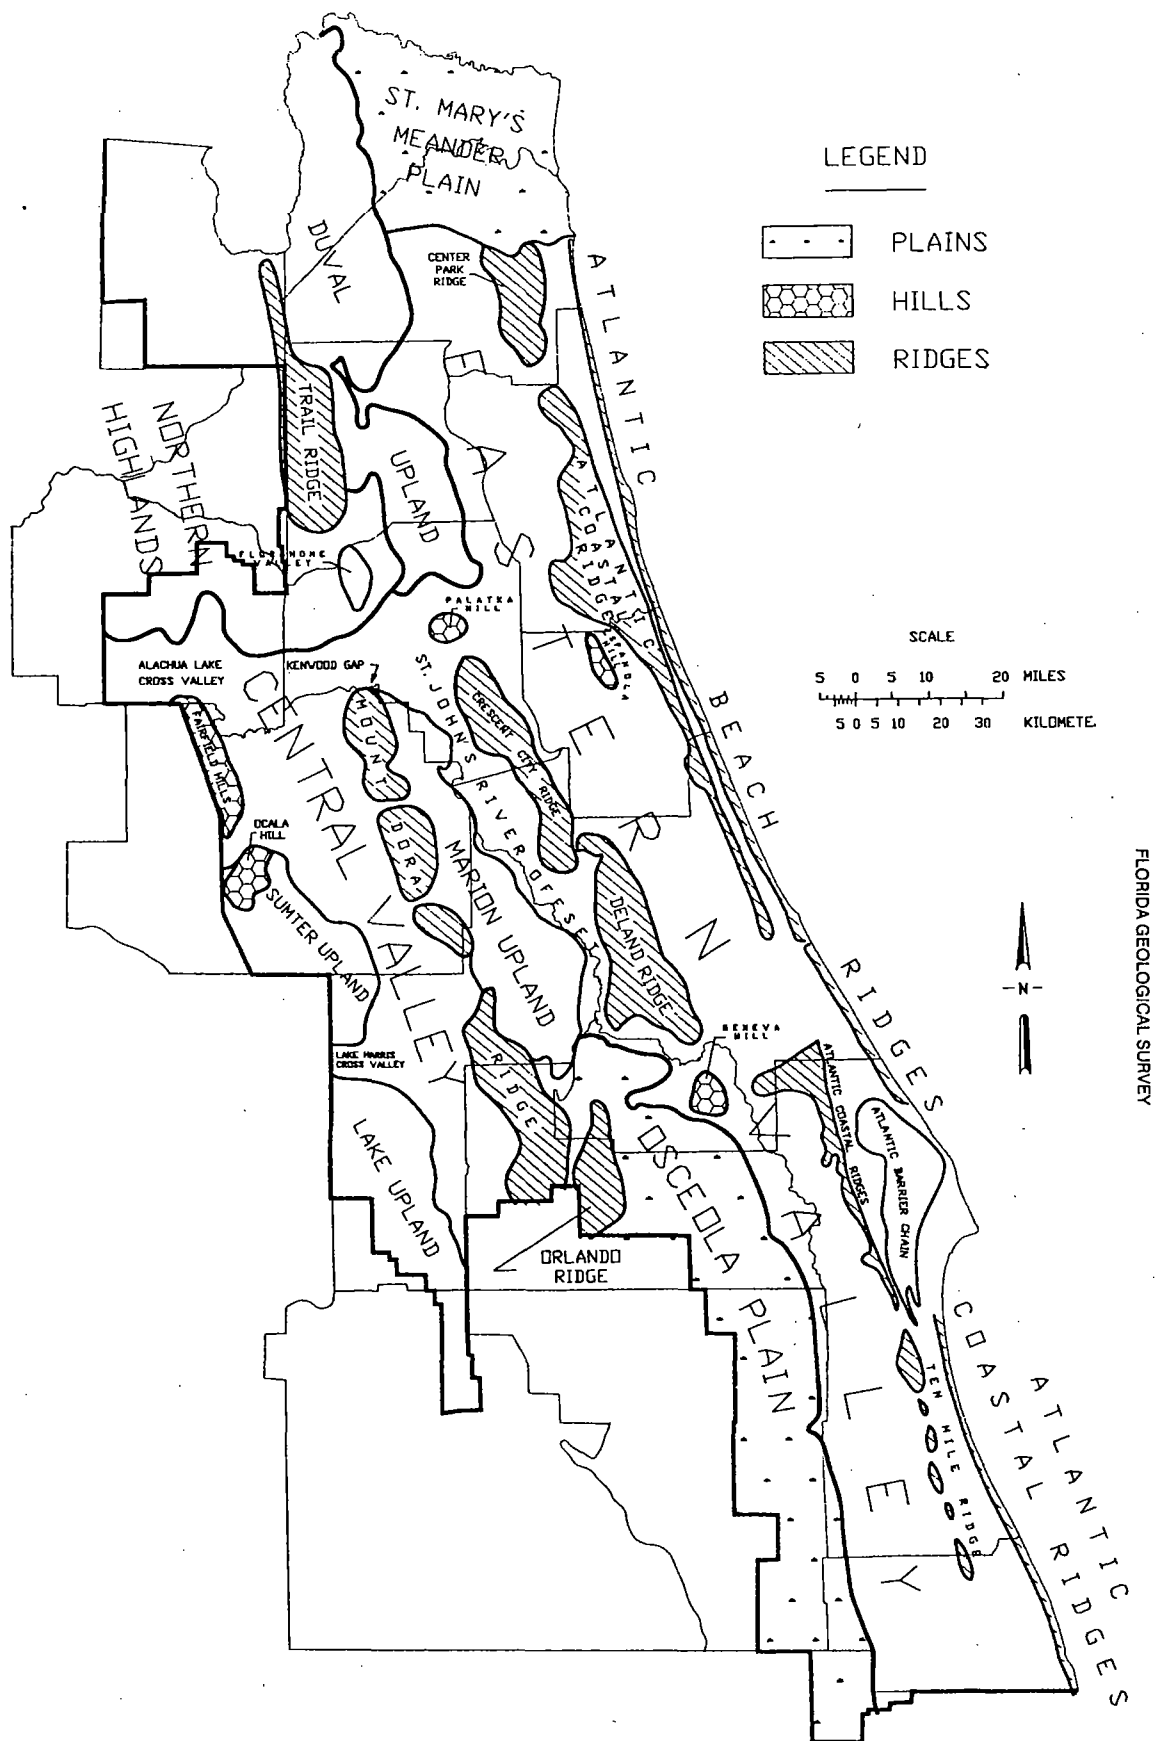 ST. MARY'S
MEANDER
PLAIN
LEGEND
PLAINS
HILLS
RIDGES
DUVAL
UPLAND
CENTER
PARK
RIDGE
ATLANTIC
BEACH
RIDGES
TRAIL RIDGE
NORTHERN
HIGHLANDS
EASTERN
VALLEY
ATLANTIC
COASTAL
RIDGE
FLORAHOME
VALLEY
PALATKA
HILL
ESPANOLA
HILL
SCALE
5 0 5 10 20 MILES
5 0 5 10 20 30 KILOMETE
ALACHUA LAKE
CROSS VALLEY
KENWOOD GAP
ST. JOHN'S RIVER OFFSET
CRESCENT CITY
RIDGE
CENTRAL VALLEY
FAIRFIELD HILLS
MOUNT
DORA
RIDGE
OCALA
HILL
SUMTER UPLAND
MARION UPLAND
DELAND RIDGE
GENEVA
HILL
-N-
LAKE HARRIS
CROSS VALLEY
LAKE UPLAND
ATLANTIC COASTAL
RIDGES
ATLANTIC BARRIER CHAIN
OSCEOLA PLAIN
ORLANDO
RIDGE
TEN MILE RIDGE
ATLANTIC
COASTAL RIDGES
FLORIDA GEOLOGICAL SURVEY